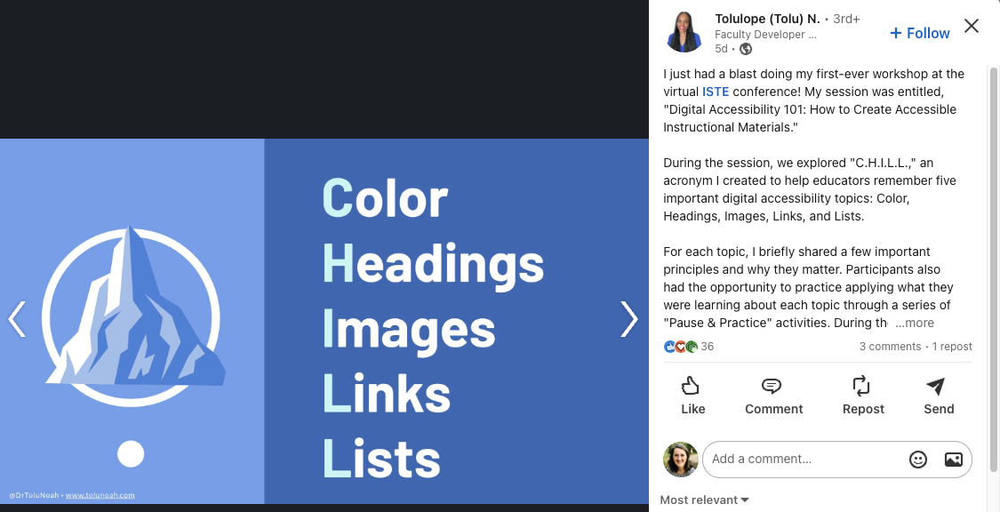 Color
Headings
Images
Links
Lists
@DrToluNoah • www.tolunoah.com
Tolulope (Tolu) N. • 3rd+
Faculty Developer ...
5d •
+ Follow
I just had a blast doing my first-ever workshop at the
virtual ISTE conference! My session was entitled,
"Digital Accessibility 101: How to Create Accessible
Instructional Materials."
During the session, we explored "C.H.I.L.L.," an
acronym I created to help educators remember five
important digital accessibility topics: Color,
Headings, Images, Links, and Lists.
For each topic, I briefly shared a few important
principles and why they matter. Participants also
had the opportunity to practice applying what they
were learning about each topic through a series of
"Pause & Practice" activities. During th ...more
36
3 comments • 1 repost
Like
Comment
Repost
Send
Add a comment...
Most relevant